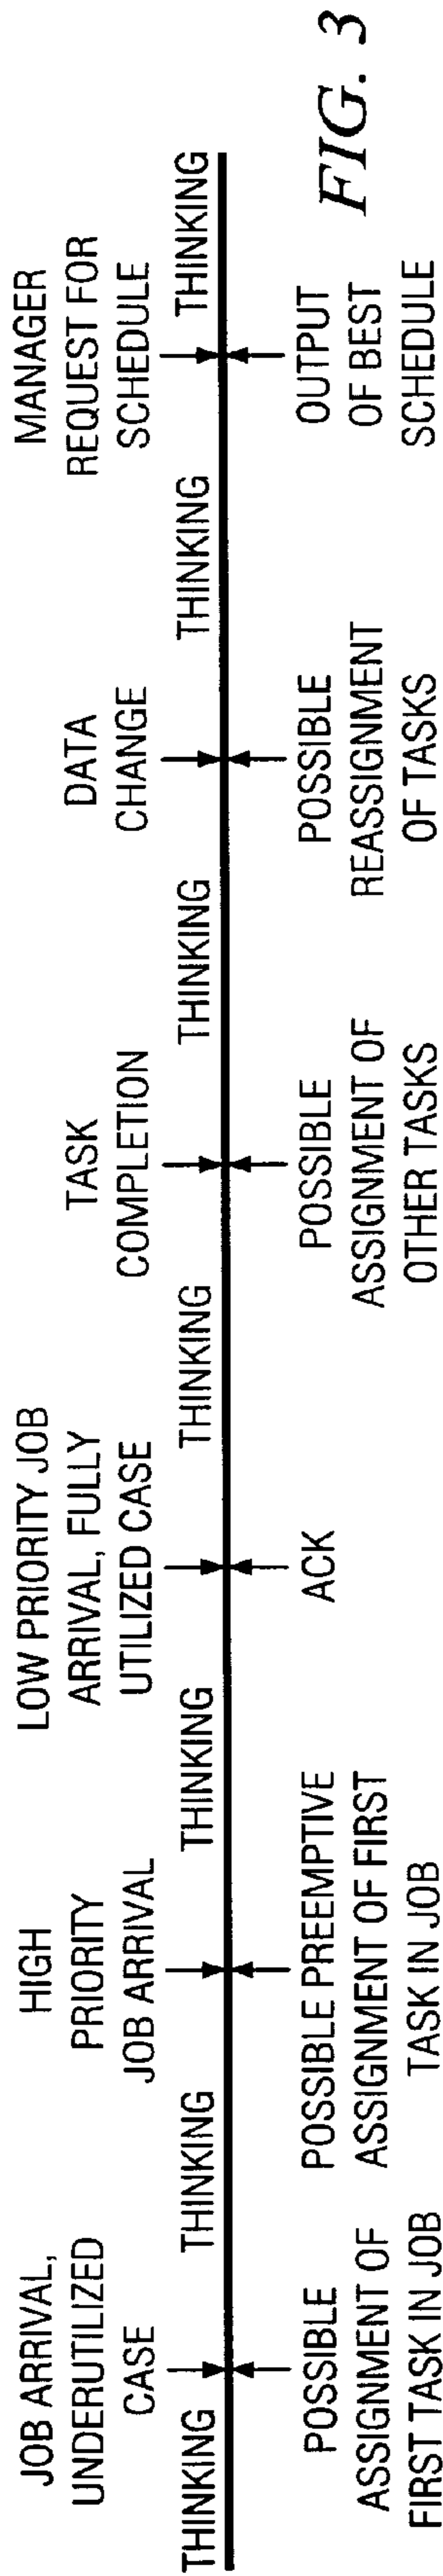 JOB ARRIVAL,
UNDERUTILIZED
CASE
HIGH
PRIORITY
JOB ARRIVAL
LOW PRIORITY JOB
ARRIVAL, FULLY
UTILIZED CASE
TASK
COMPLETION
DATA
CHANGE
MANAGER
REQUEST FOR
SCHEDULE
THINKING
THINKING
THINKING
THINKING
THINKING
THINKING
THINKING
POSSIBLE
ASSIGNMENT OF
FIRST TASK IN JOB
POSSIBLE PREEMPTIVE
ASSIGNMENT OF FIRST
TASK IN JOB
ACK
POSSIBLE
ASSIGNMENT OF
OTHER TASKS
POSSIBLE
REASSIGNMENT
OF TASKS
OUTPUT
OF BEST
SCHEDULE
FIG. 3